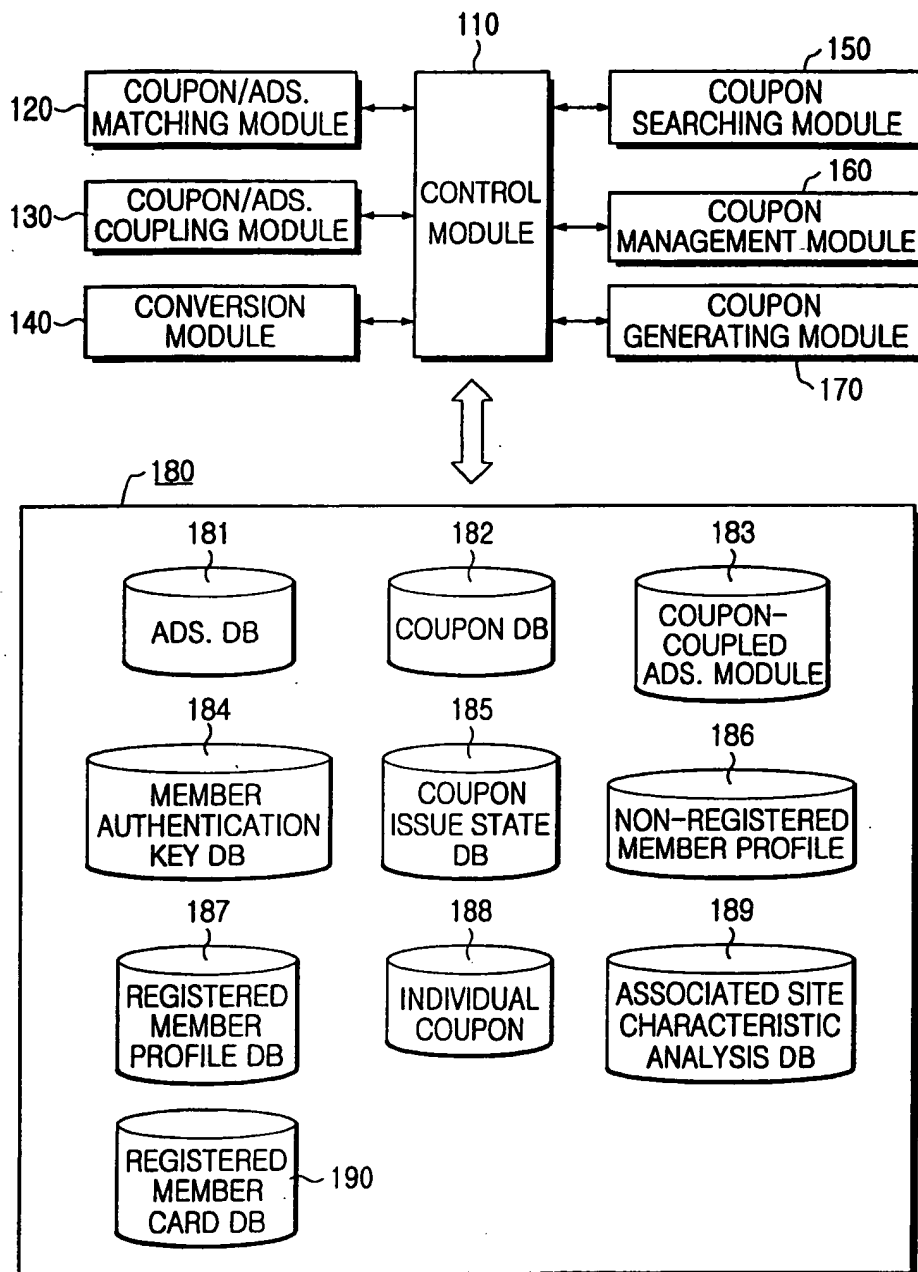 110
120
COUPON/ADS.
MATCHING MODULE
130
COUPON/ADS.
COUPLING MODULE
140
CONVERSION
MODULE
CONTROL
MODULE
150
COUPON
SEARCHING MODULE
160
COUPON
MANAGEMENT MODULE
COUPON
GENERATING MODULE
170
180
181
ADS. DB
182
COUPON DB
183
COUPON-
COUPLED
ADS. MODULE
184
MEMBER
AUTHENTICATION
KEY DB
185
COUPON
ISSUE STATE
DB
186
NON-REGISTERED
MEMBER PROFILE
187
REGISTERED
MEMBER
PROFILE DB
188
INDIVIDUAL
COUPON
189
ASSOCIATED SITE
CHARACTERISTIC
ANALYSIS DB
REGISTERED
MEMBER
CARD DB
190